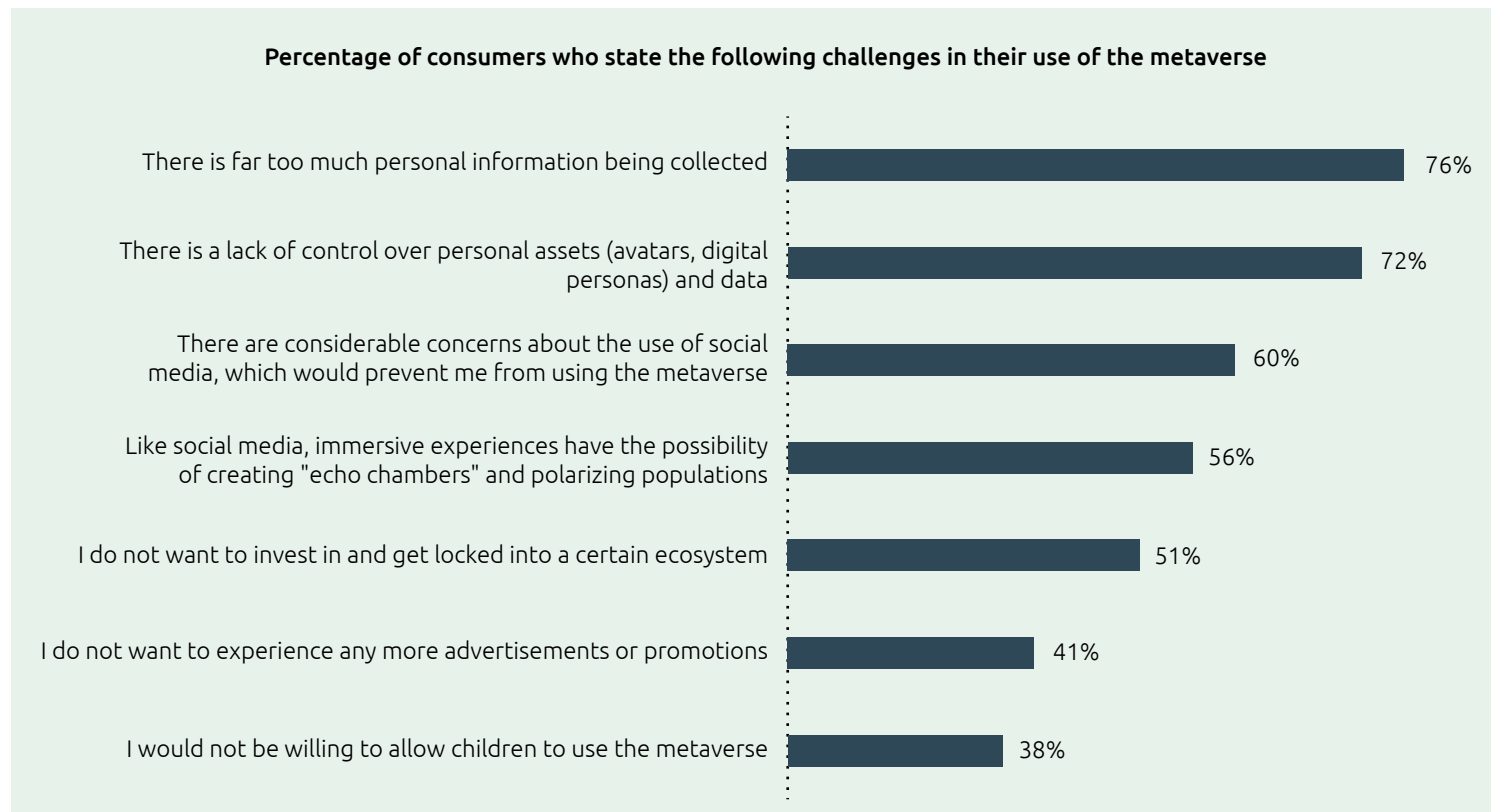 Percentage of consumers who state the following challenges in their use of the metaverse
There is far too much personal information being collected
76%
There is a lack of control over personal assets (avatars, digital
personas) and data
72%
There are considerable concerns about the use of social
media, which would prevent me from using the metaverse
60%
Like social media, immersive experiences have the possibility
of creating "echo chambers" and polarizing populations
56%
I do not want to invest in and get locked into a certain ecosystem
51%
I do not want to experience any more advertisements or promotions
41%
I would not be willing to allow children to use the metaverse
38%